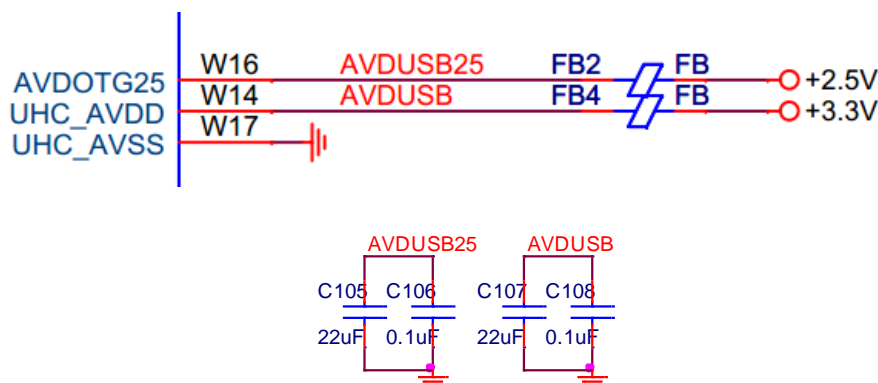 AVDOTG25 W16 AVDUSB25 FB2 FB +2.5V
UHC_AVDD W14 AVDUSB FB4 FB +3.3V
UHC_AVSS W17
AVDUSB25 AVDUSB
C105 C106 C107 C108
22uF 0.1uF 22uF 0.1uF